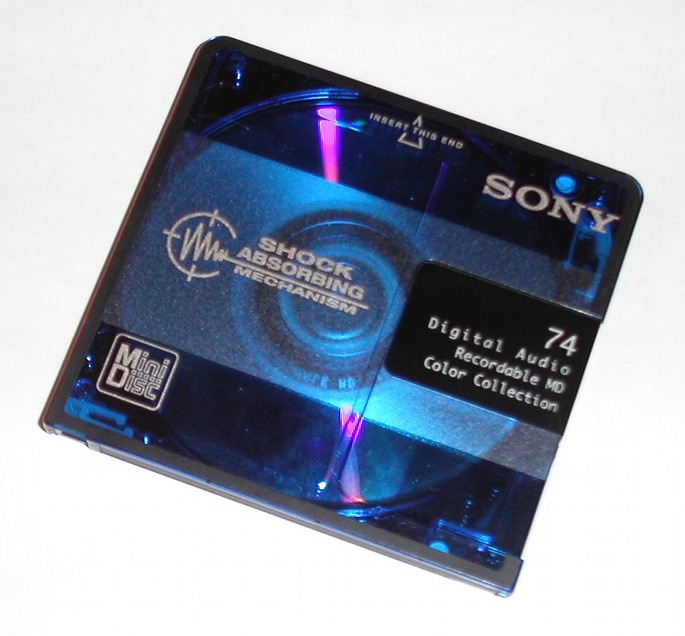 INSERT THIS END
SONY
SHOCK
ABSORBING
MECHANISM
74
Digital Audio
Recordable MD
Color Collection
Mini
Disc